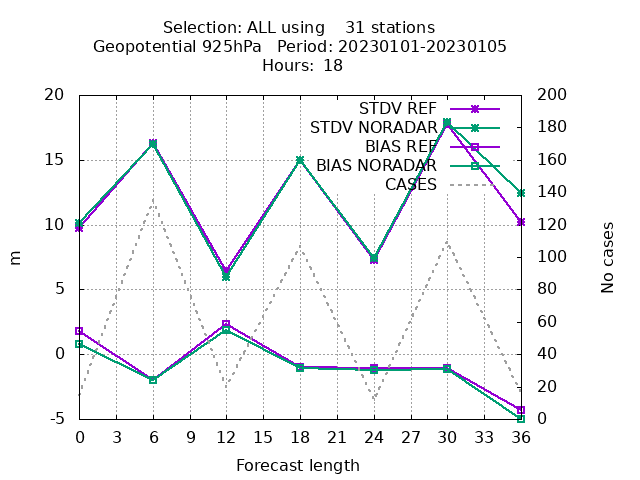 Selection: ALL using    31 stations
Geopotential 925hPa   Period: 20230101-20230105
Hours: 18
STDV REF
STDV NORADAR
BIAS REF
BIAS NORADAR
CASES
20
15
10
5
0
-5
m
200
180
160
140
120
100
80
60
40
20
0
No cases
0 3 6 9 12 15 18 21 24 27 30 33 36
Forecast length